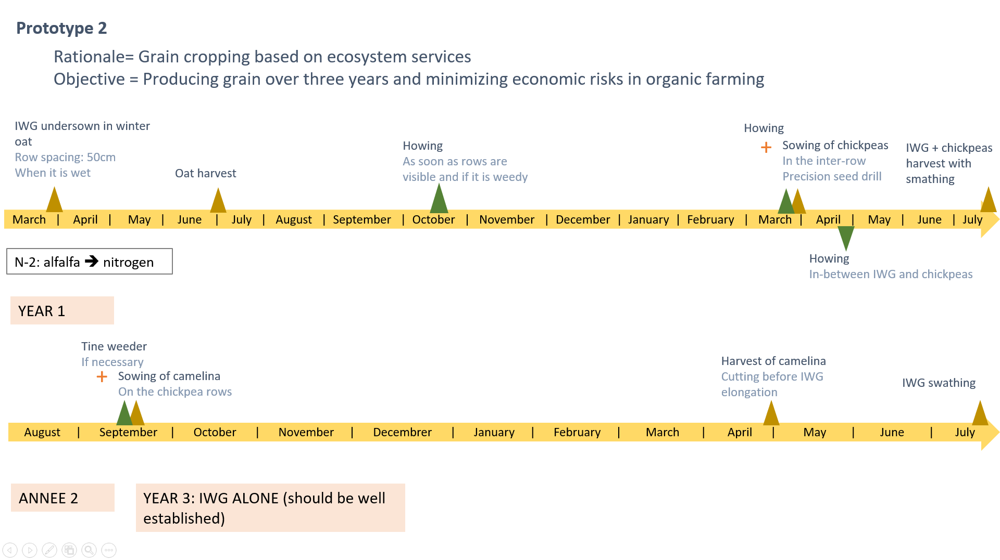 Prototype 2
Rationale= Grain cropping based on ecosystem services
Objective = Producing grain over three years and minimizing economic risks in organic farming
IWG undersown in winter
oat
Row spacing: 50cm
When it is wet
Oat harvest
Howing
As soon as rows are
visible and if it is weedy
Howing
+ Sowing of chickpeas
In the inter-row
Precision seed drill
IWG + chickpeas
harvest with
smathing
March | April | May | June | July | August | September | October | November | December | January | February | March | April | May | June | July
Howing
In-between IWG and chickpeas
N-2: alfalfa ➔ nitrogen
YEAR 1
Tine weeder
If necessary
+ Sowing of camelina
On the chickpea rows
Harvest of camelina
Cutting before IWG
elongation
IWG swathing
August | September | October | November | Decembrer | January | February | March | April | May | June | July
ANNEE 2
YEAR 3: IWG ALONE (should be well
established)